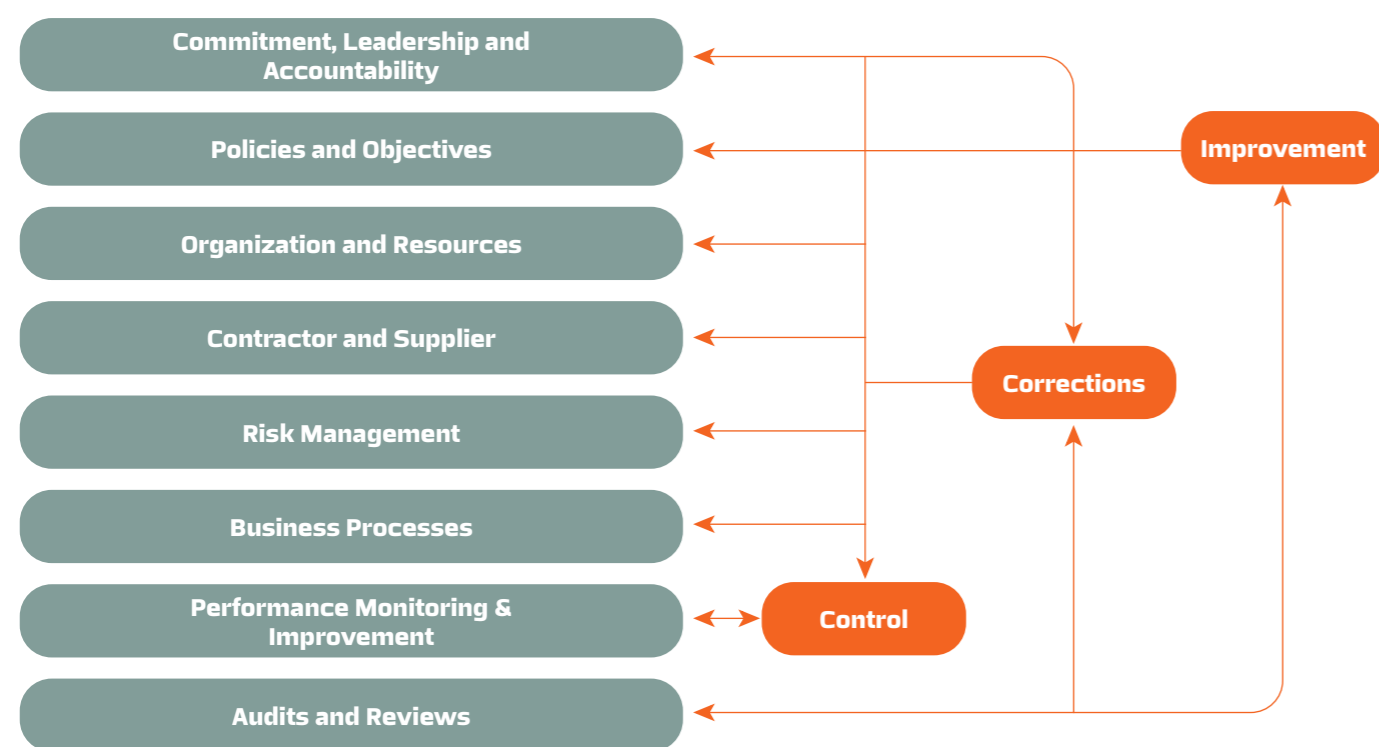 Commitment, Leadership and
Accountability
Policies and Objectives
Improvement
Organization and Resources
Contractor and Supplier
Corrections
Risk Management
Business Processes
Performance Monitoring &
Improvement
Control
Audits and Reviews